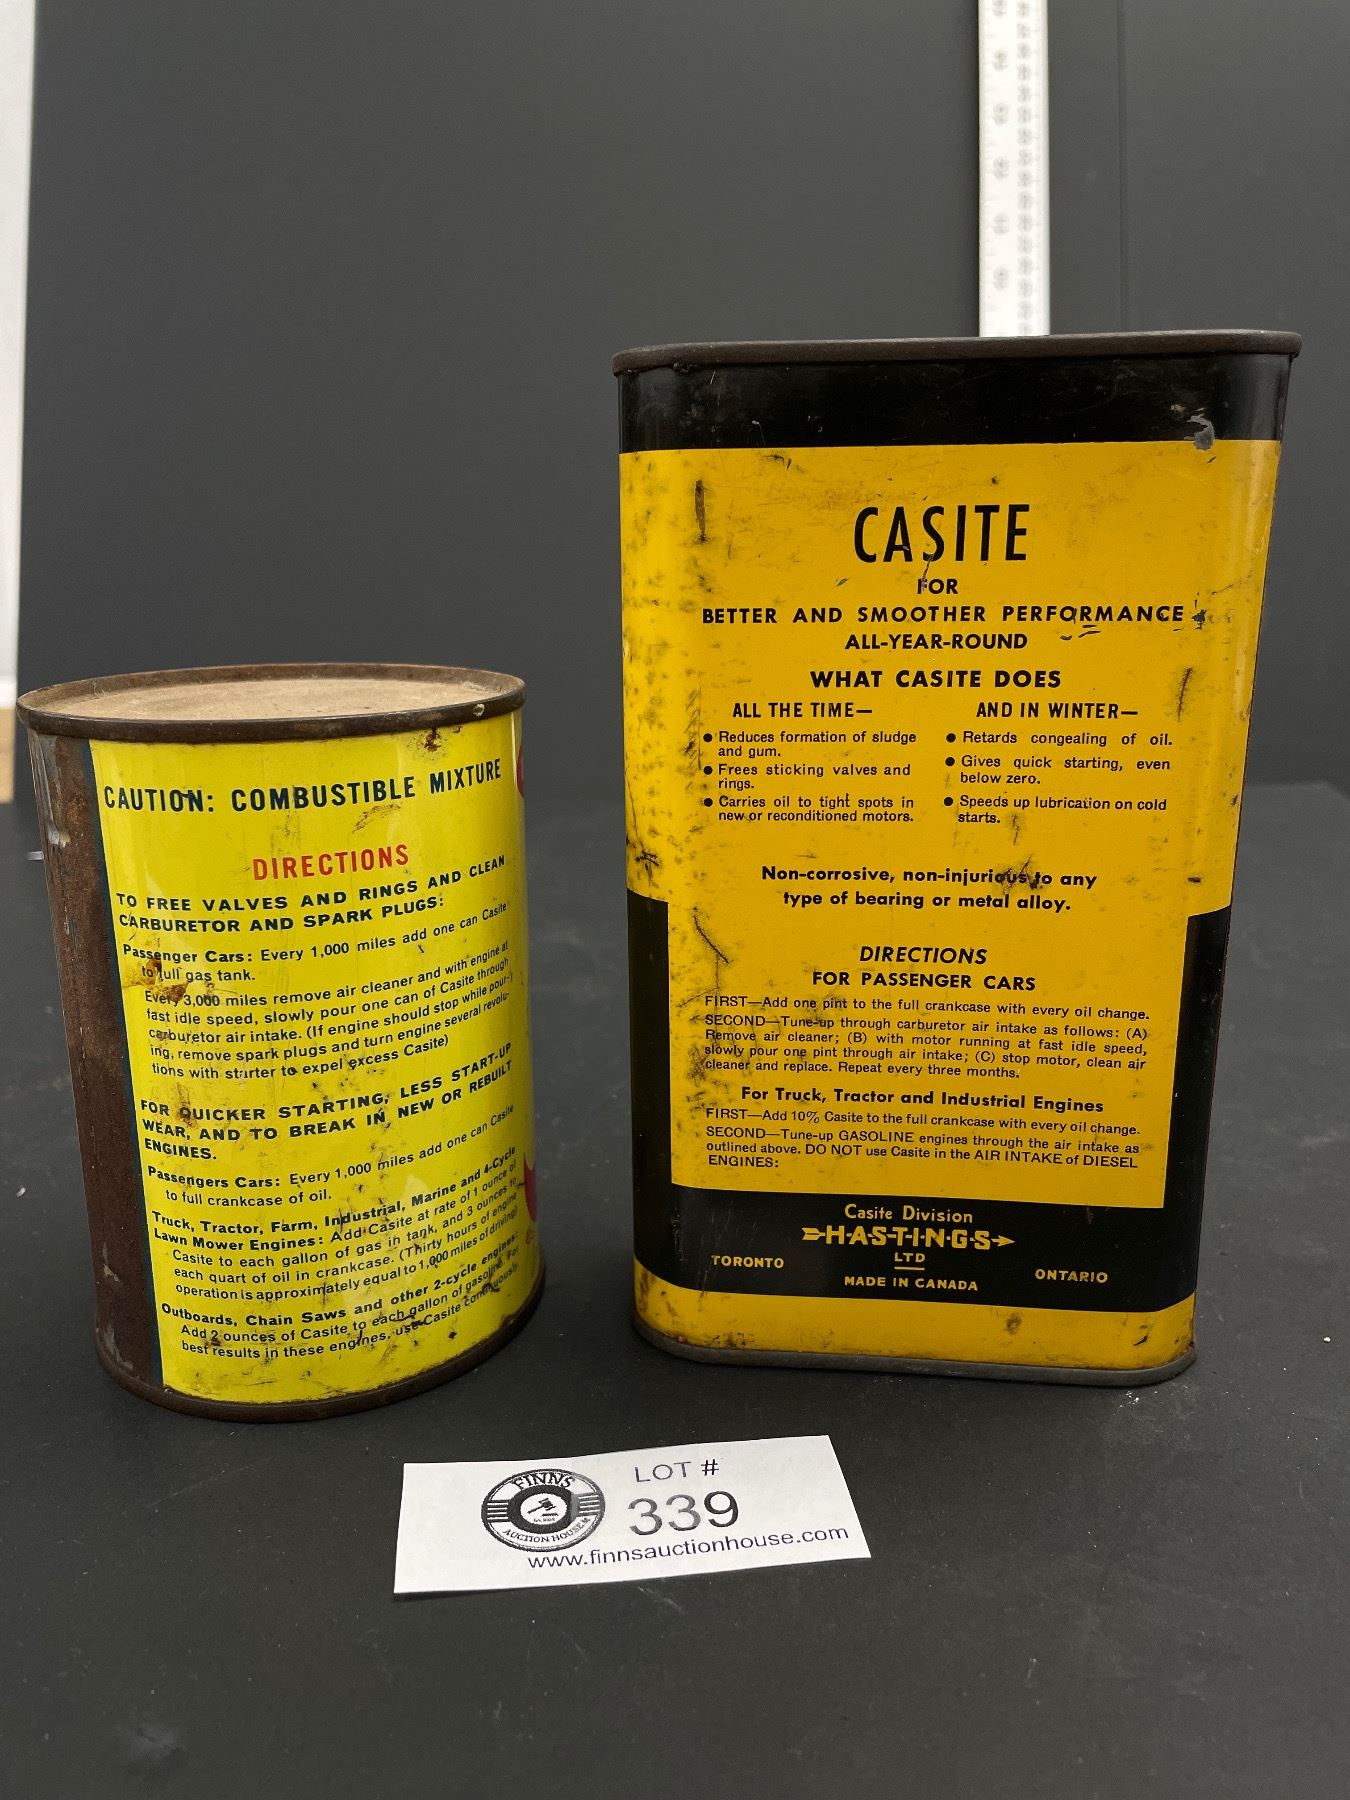 CAUTION: COMBUSTIBLE MIXTURE
DIRECTIONS
TO FREE VALVES AND RINGS AND CLEAN
CARBURETOR AND SPARK PLUGS:
Passenger Cars: Every 1,000 miles add one can Casite
to full gas tank.
Every 3,000 miles remove air cleaner and with engine at
fast idle speed, slowly pour one can of Casite through
carburetor air intake. (If engine should stop while pour-
ing, remove spark plugs and turn engine several revolu-
tions with starter to expel excess Casite)
FOR QUICKER STARTING, LESS START-UP
WEAR, AND TO BREAK IN NEW OR REBUILT
ENGINES.
Passengers Cars: Every 1,000 miles add one can Casite
to full crankcase of oil.
Truck, Tractor, Farm, Industrial, Marine and 4-Cycle
Lawn Mower Engines: Add Casite at rate of 1 ounce of
Casite to each gallon of gas in tank, and 3 ounces to
each quart of oil in crankcase. (Thirty hours of engine
operation is approximately equal to 1,000 miles of driving)
Outboards, Chain Saws and other 2-cycle engines:
Add 2 ounces of Casite to each gallon of gasoline. For
best results in these engines, use Casite continuously.
CASITE
FOR
BETTER AND SMOOTHER PERFORMANCE
ALL-YEAR-ROUND
WHAT CASITE DOES
ALL THE TIME—
● Reduces formation of sludge
and gum.
● Frees sticking valves and
rings.
● Carries oil to tight spots in
new or reconditioned motors.
AND IN WINTER—
● Retards congealing of oil.
● Gives quick starting, even
below zero.
● Speeds up lubrication on cold
starts.
Non-corrosive, non-injurious to any
type of bearing or metal alloy.
DIRECTIONS
FOR PASSENGER CARS
FIRST—Add one pint to the full crankcase with every oil change.
SECOND—Tune-up through carburetor air intake as follows: (A)
Remove air cleaner; (B) with motor running at fast idle speed,
slowly pour one pint through air intake; (C) stop motor, clean air
cleaner and replace. Repeat every three months.
For Truck, Tractor and Industrial Engines
FIRST—Add 10% Casite to the full crankcase with every oil change.
SECOND—Tune-up GASOLINE engines through the air intake as
outlined above. DO NOT use Casite in the AIR INTAKE of DIESEL
ENGINES:
Casite Division
H·A·S·T·I·N·G·S
LTD
TORONTO ONTARIO
MADE IN CANADA
FINNS
AUCTION HOUSE
LOT #
339
www.finnsauctionhouse.com